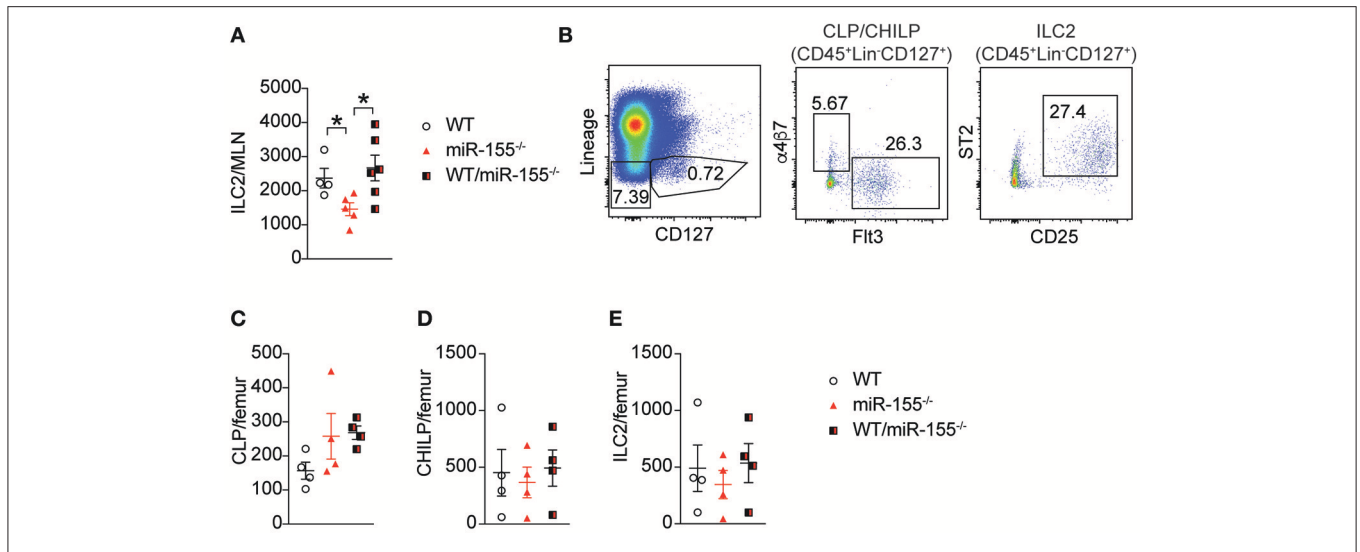 A
ILC2/MLN
5000
4000
3000
2000
1000
0
*
*
WT
miR-155-/-
WT/miR-155-/-
B
Lineage
CD127
7.39
0.72
CLP/CHILP
(CD45+Lin-CD127+)
α4β7
5.67
26.3
Flt3
ILC2
(CD45+Lin-CD127+)
ST2
27.4
CD25
C
CLP/femur
500
400
300
200
100
0
D
CHILP/femur
1500
1000
500
0
E
ILC2/femur
1500
1000
500
0
WT
miR-155-/-
WT/miR-155-/-